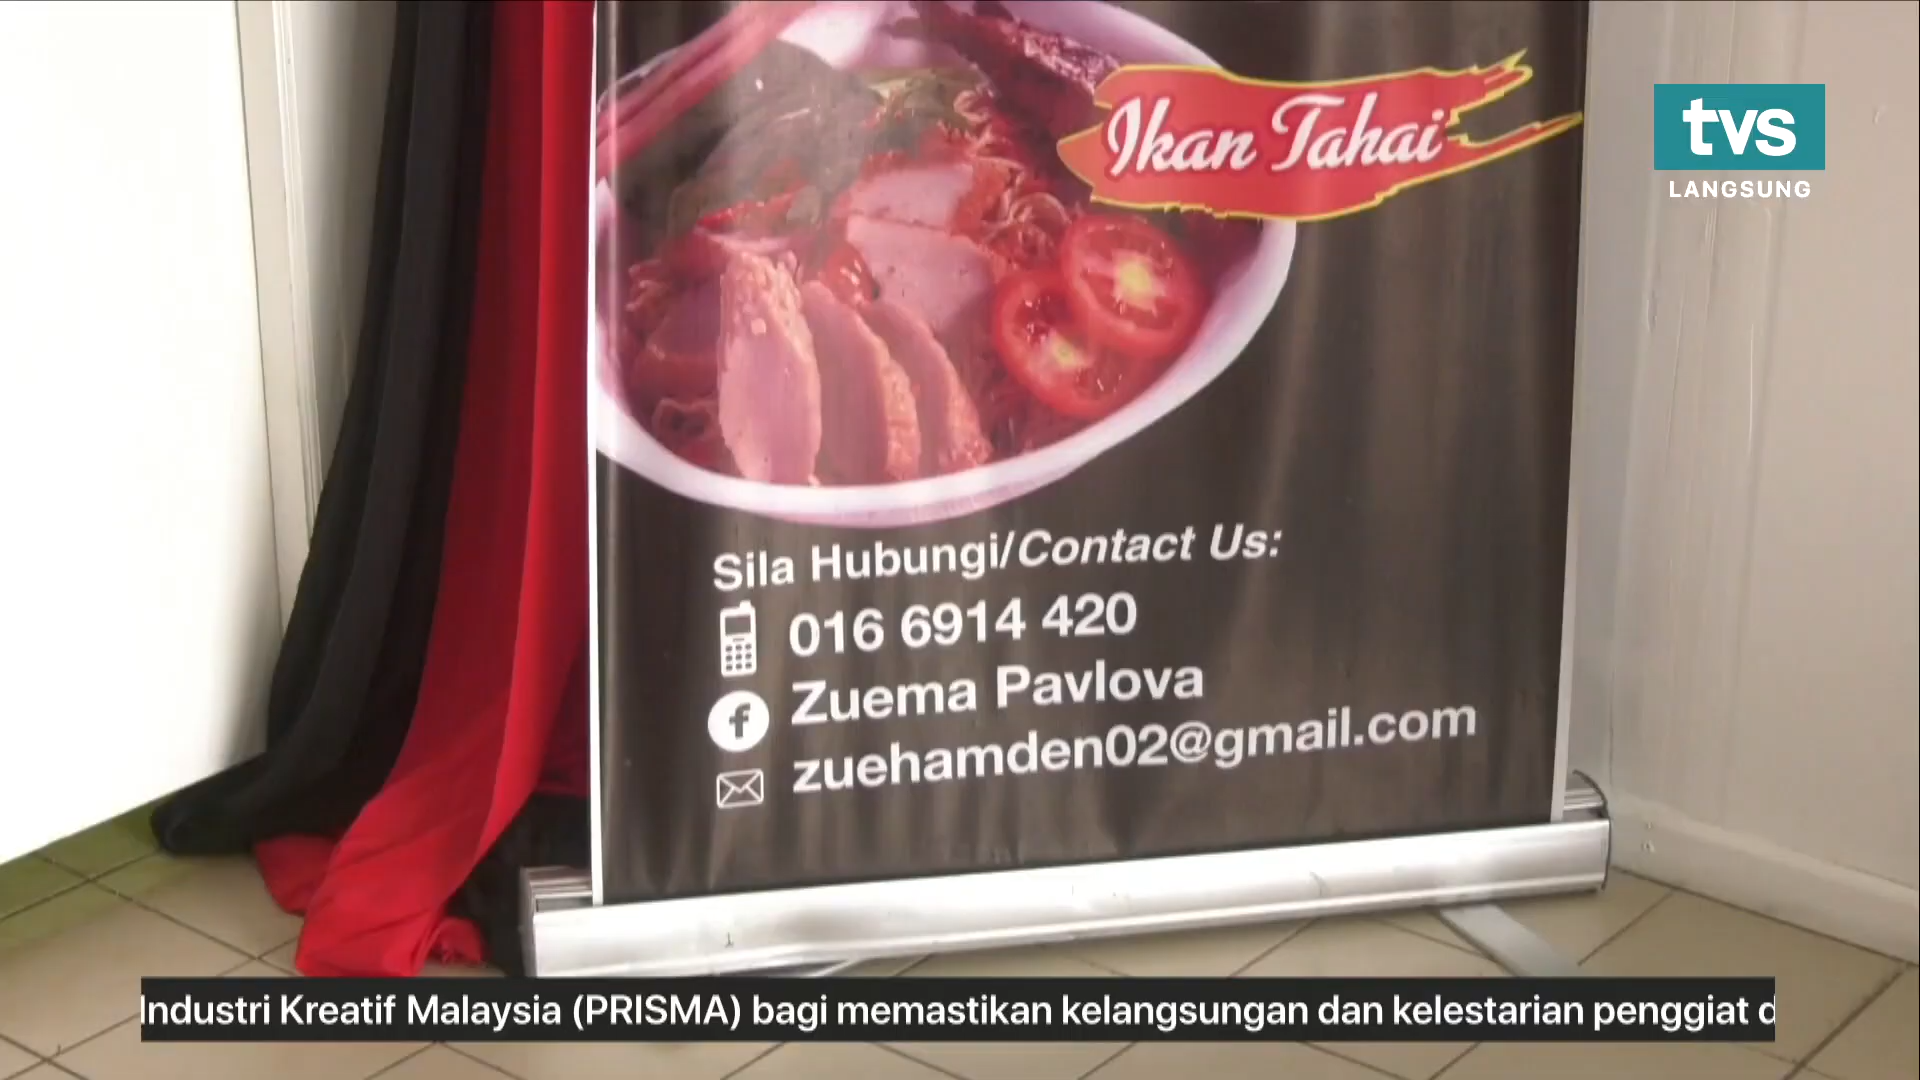 Ikan Tahai
tvs
LANGSUNG
Sila Hubungi/Contact Us:
016 6914 420
Zuema Pavlova
zuehamden02@gmail.com
Industri Kreatif Malaysia (PRISMA) bagi memastikan kelangsungan dan kelestarian penggiat